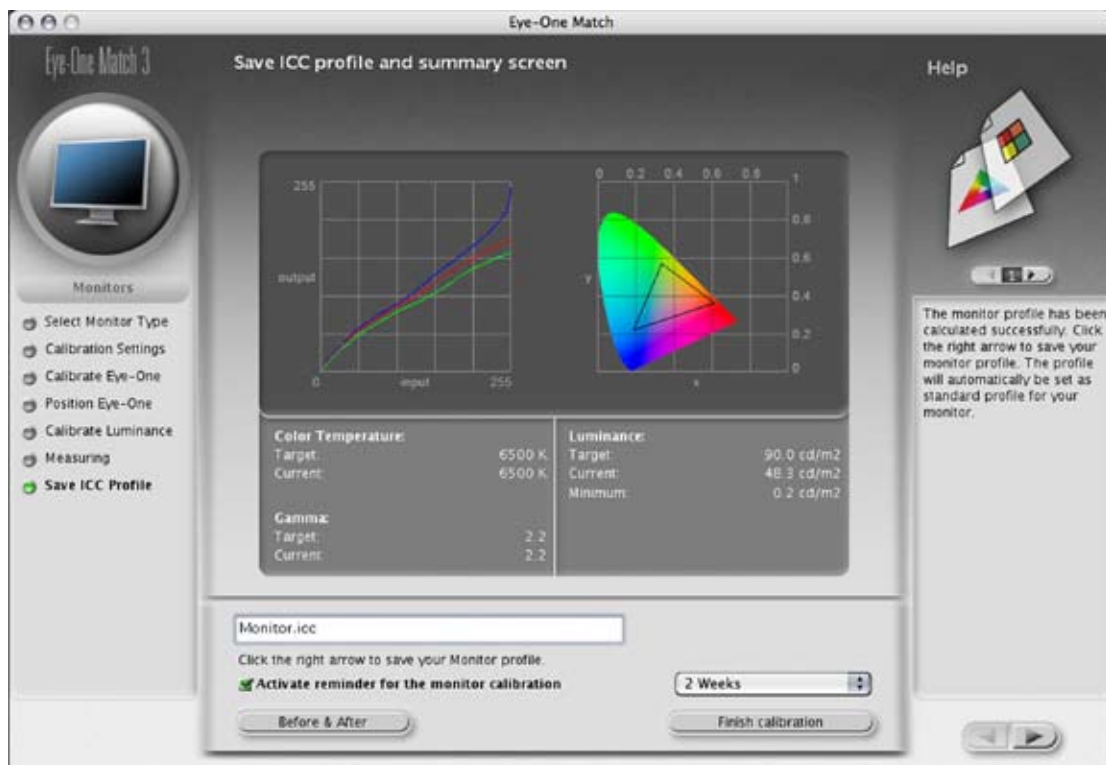 Eye-One Match
Eye-One Match 3
Save ICC profile and summary screen
Help
255
output
0
input
255
0 0.2 0.4 0.6 0.8 1
0.8
0.6
0.4
0.2
0
y
x
Monitors
Select Monitor Type
Calibration Settings
Calibrate Eye-One
Position Eye-One
Calibrate Luminance
Measuring
Save ICC Profile
Color Temperature:
Target: 6500 K
Current: 6500 K
Gamma:
Target: 2.2
Current: 2.2
Luminance:
Target: 90.0 cd/m2
Current: 48.3 cd/m2
Minimum: 0.2 cd/m2
1
The monitor profile has been
calculated successfully. Click
the right arrow to save your
monitor profile. The profile
will automatically be set as
standard profile for your
monitor.
Monitor.icc
Click the right arrow to save your Monitor profile.
Activate reminder for the monitor calibration
2 Weeks
Before & After
Finish calibration